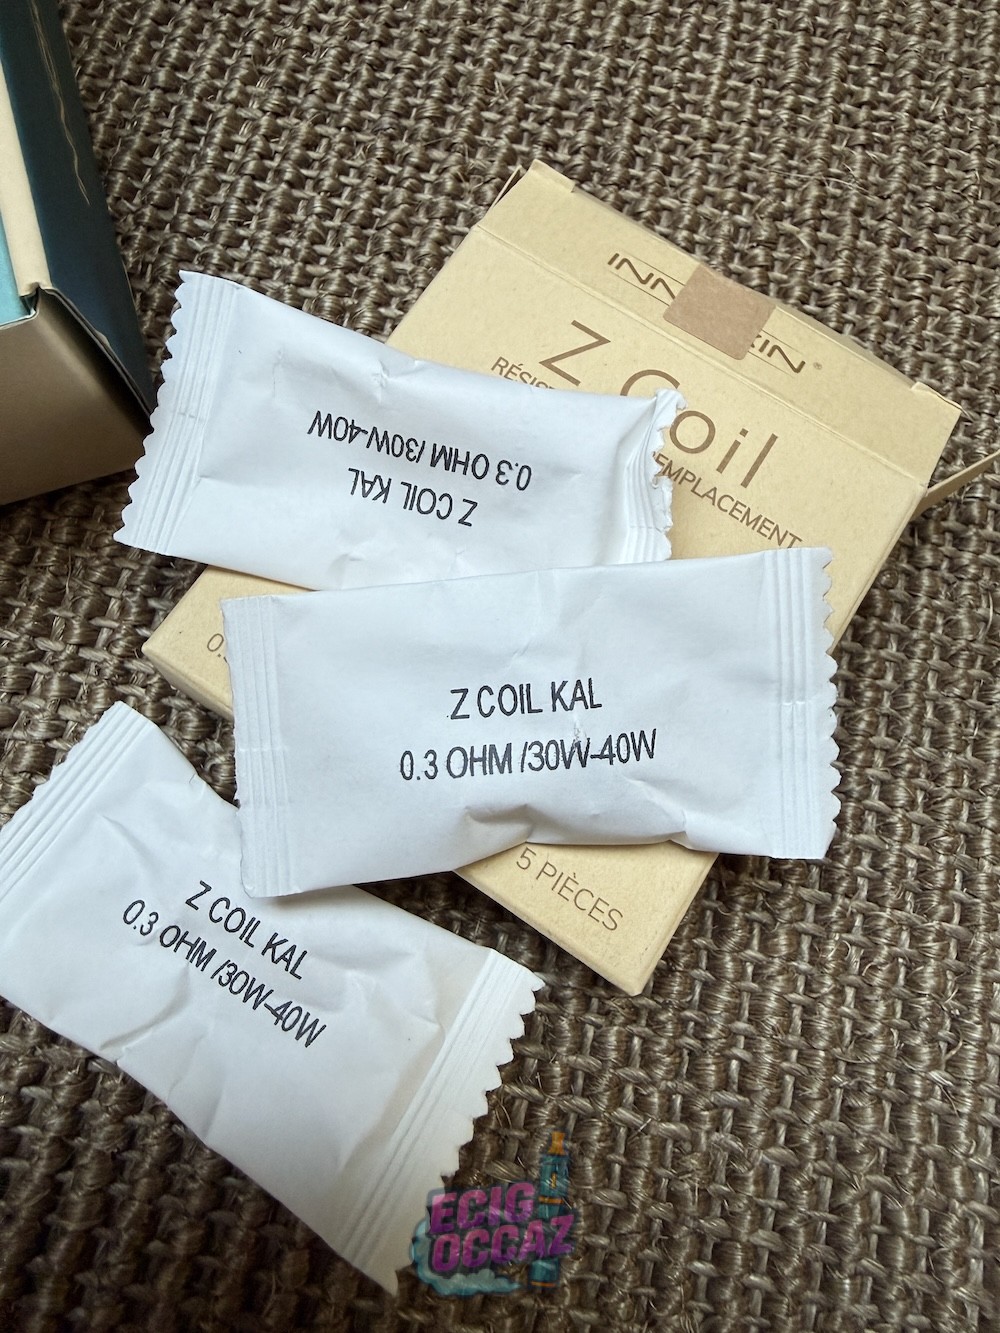 Z Coil
EMPLACEMENT
Z COIL KAL
0.3 OHM /30W-40W
Z COIL KAL
0.3 OHM /30W-40W
5 PIÈCES
Z COIL KAL
0.3 OHM /30W-40W
ECIG
OCCAZ